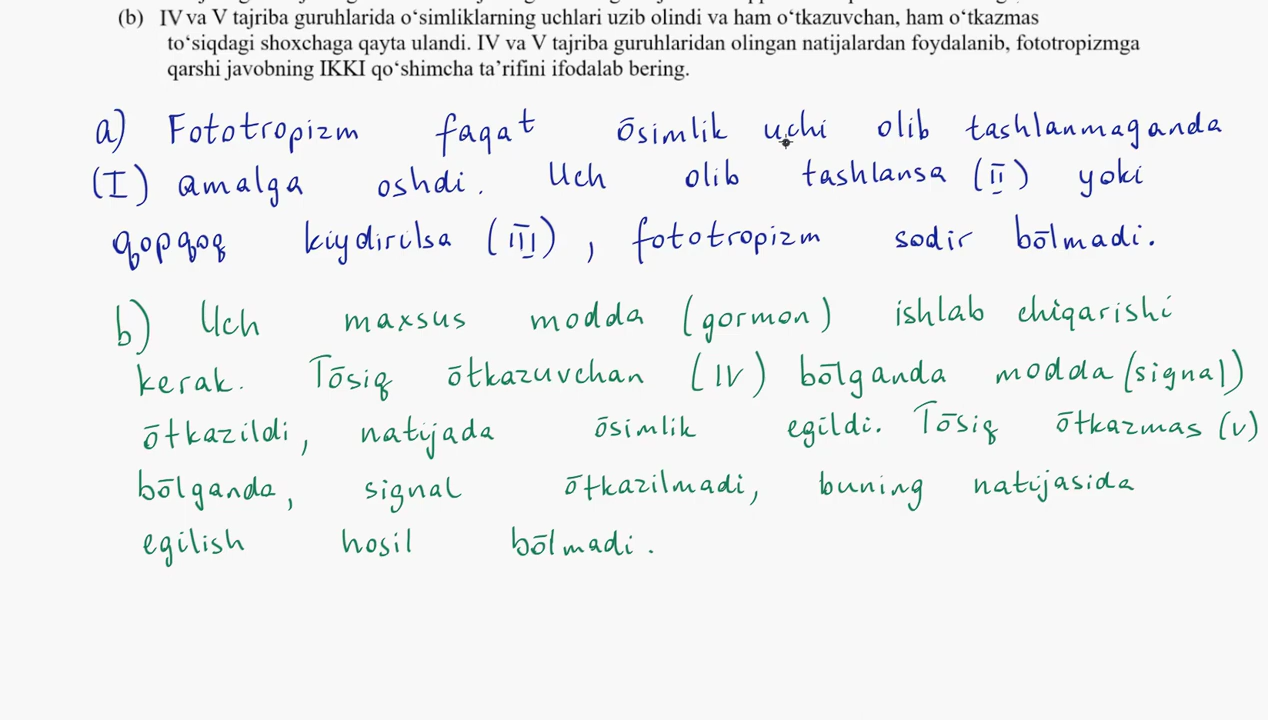 (b) IV va V tajriba guruhlarida o‘simliklarning uchlari uzib olindi va ham o‘tkazuvchan, ham o‘tkazmas
to‘siqdagi shoxchaga qayta ulandi. IV va V tajriba guruhlaridan olingan natijalardan foydalanib, fototropizmga
qarshi javobning IKKI qo‘shimcha ta’rifini ifodalab bering.
a) Fototropizm faqat ōsimlik uchi olib tashlanmaganda
(I) amalga oshdi. Uch olib tashlansa (II) yoki
qopqoq kiydirilsa (III), fototropizm sodir bōlmadi.
b) Uch maxsus modda (gormon) ishlab chiqarishi
kerak. Tōsiq ōtkazuvchan (IV) bōlganda modda (signal)
ōtkazildi, natijada ōsimlik egildi. Tōsiq ōtkazmas (V)
bōlganda, signal ōtkazilmadi, buning natijasida
egilish hosil bōlmadi.